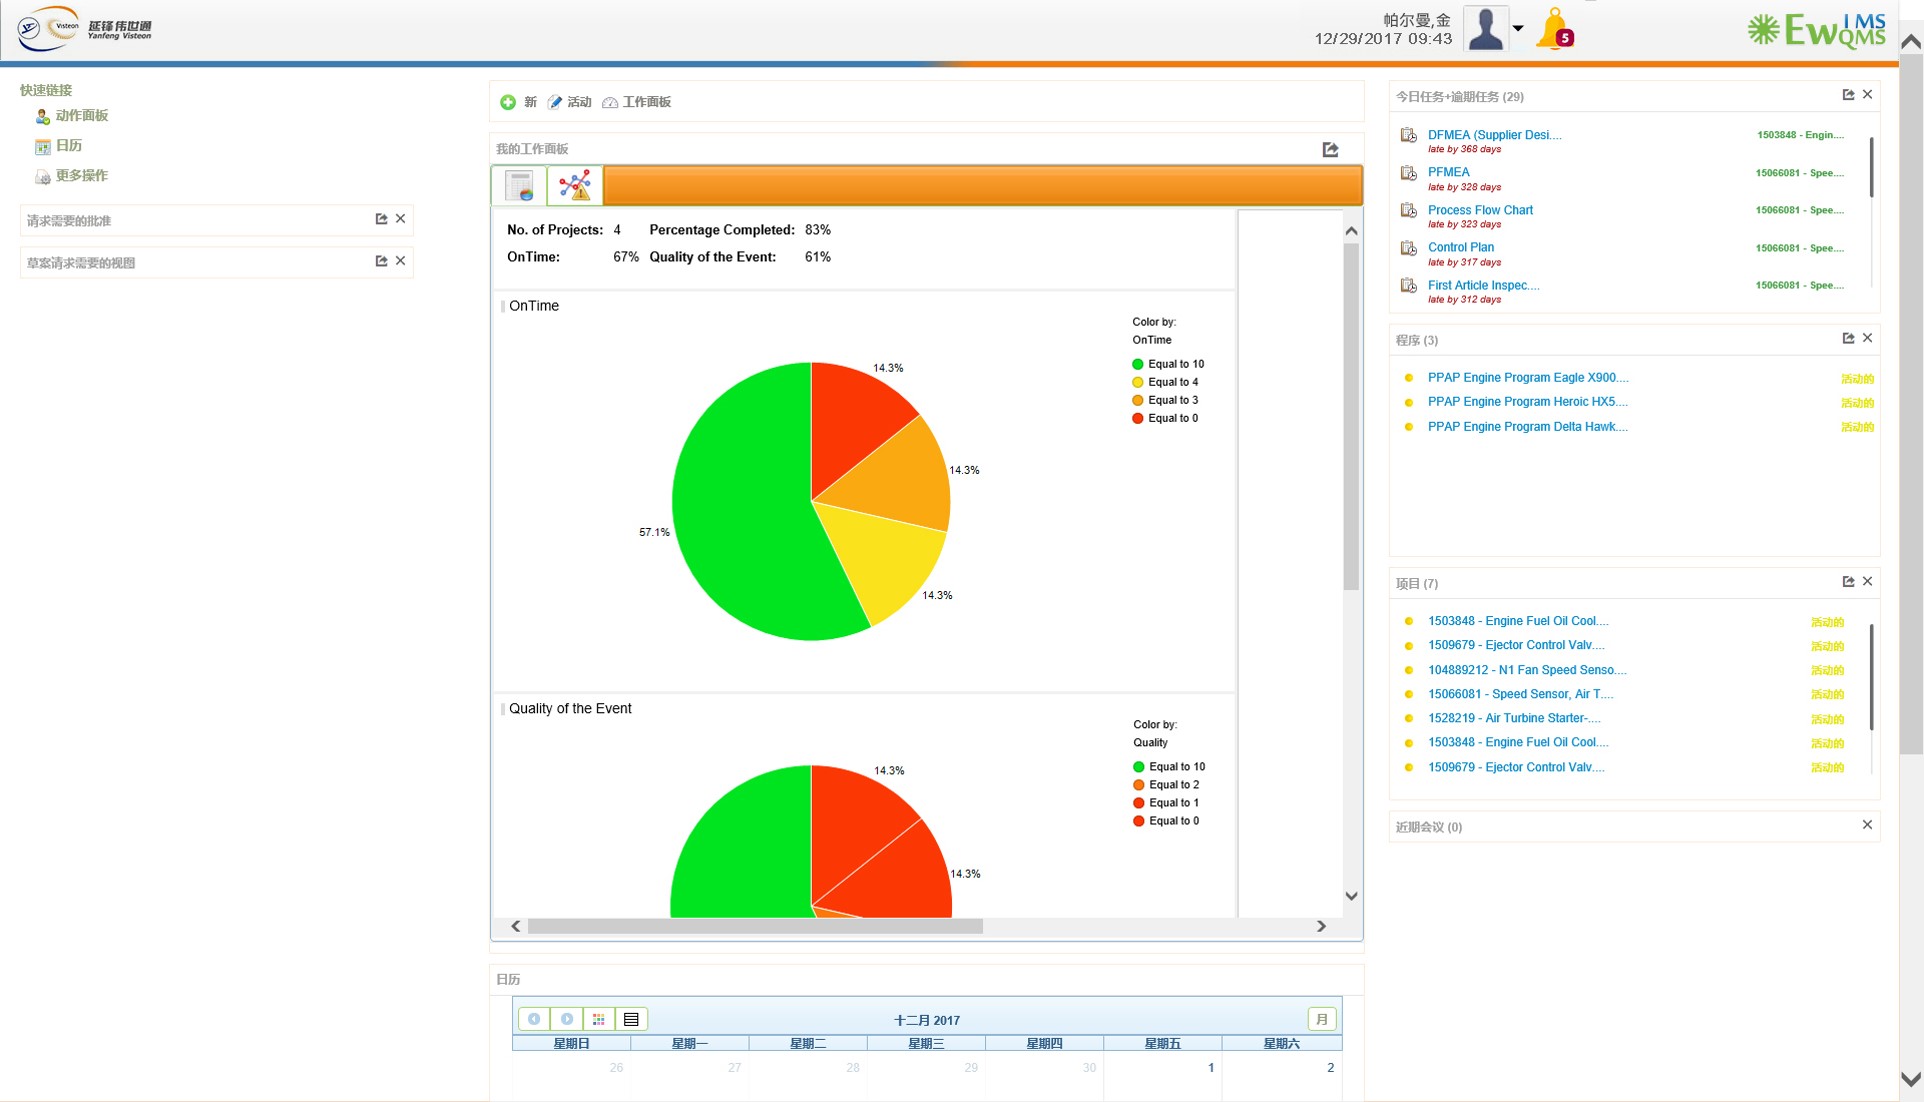 Visteon
延锋伟世通
Yanfeng Visteon
帕尔曼,金
12/29/2017 09:43
5
Ew LMS
QMS
快速链接
动作面板
日历
更多操作
请求需要的批准
草案请求需要的视图
新 活动 工作面板
我的工作面板
No. of Projects: 4 Percentage Completed: 83%
OnTime: 67% Quality of the Event: 61%
OnTime
Color by:
OnTime
Equal to 10
Equal to 4
Equal to 3
Equal to 0
14.3%
14.3%
57.1%
14.3%
Quality of the Event
Color by:
Quality
Equal to 10
Equal to 2
Equal to 1
Equal to 0
14.3%
14.3%
日历
十二月 2017
月
星期日 星期一 星期二 星期三 星期四 星期五 星期六
26 27 28 29 30 1 2
今日任务+逾期任务 (29)
DFMEA (Supplier Desi.... 1503848 - Engin....
late by 368 days
PFMEA 15066081 - Spee....
late by 328 days
Process Flow Chart 15066081 - Spee....
late by 323 days
Control Plan 15066081 - Spee....
late by 317 days
First Article Inspec.... 15066081 - Spee....
late by 312 days
程序 (3)
PPAP Engine Program Eagle X900.... 活动的
PPAP Engine Program Heroic HX5.... 活动的
PPAP Engine Program Delta Hawk.... 活动的
项目 (7)
1503848 - Engine Fuel Oil Cool.... 活动的
1509679 - Ejector Control Valv.... 活动的
104889212 - N1 Fan Speed Senso.... 活动的
15066081 - Speed Sensor, Air T.... 活动的
1528219 - Air Turbine Starter-.... 活动的
1503848 - Engine Fuel Oil Cool.... 活动的
1509679 - Ejector Control Valv.... 活动的
近期会议 (0)